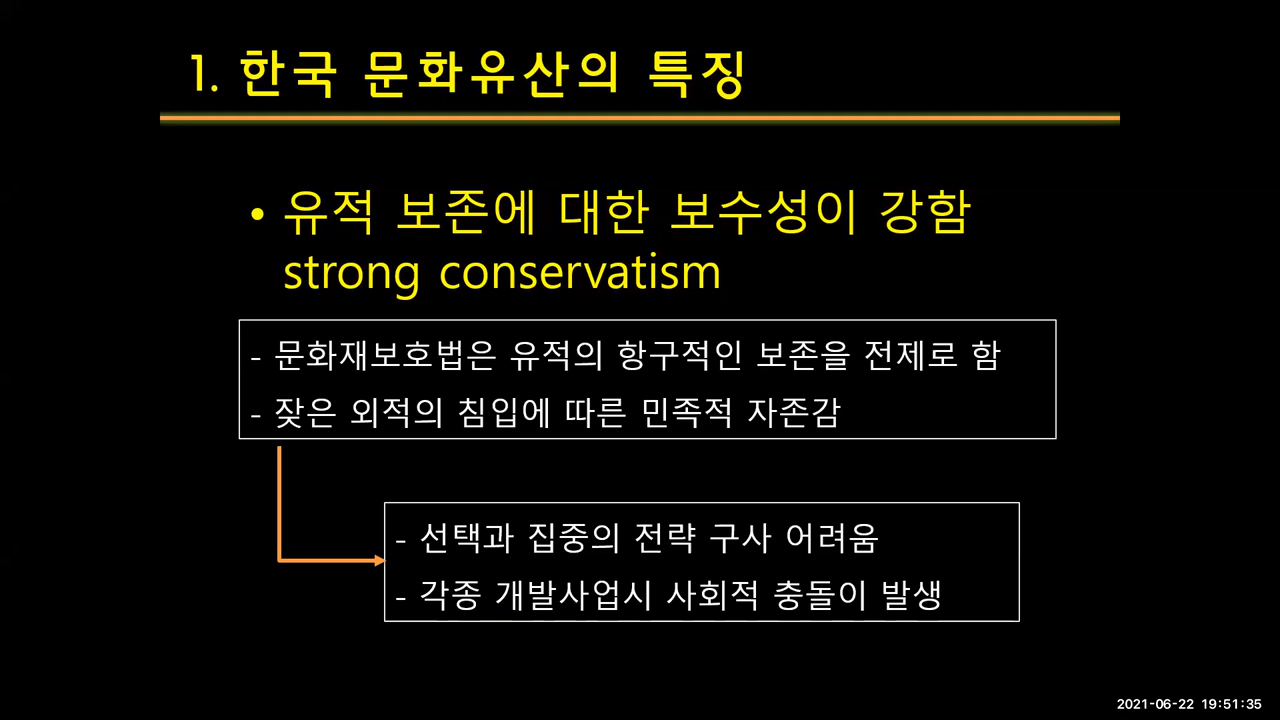 1. 한국 문화유산의 특징
• 유적 보존에 대한 보수성이 강함
strong conservatism
- 문화재보호법은 유적의 항구적인 보존을 전제로 함
- 잦은 외적의 침입에 따른 민족적 자존감
- 선택과 집중의 전략 구사 어려움
- 각종 개발사업시 사회적 충돌이 발생
2021-06-22 19:51:35